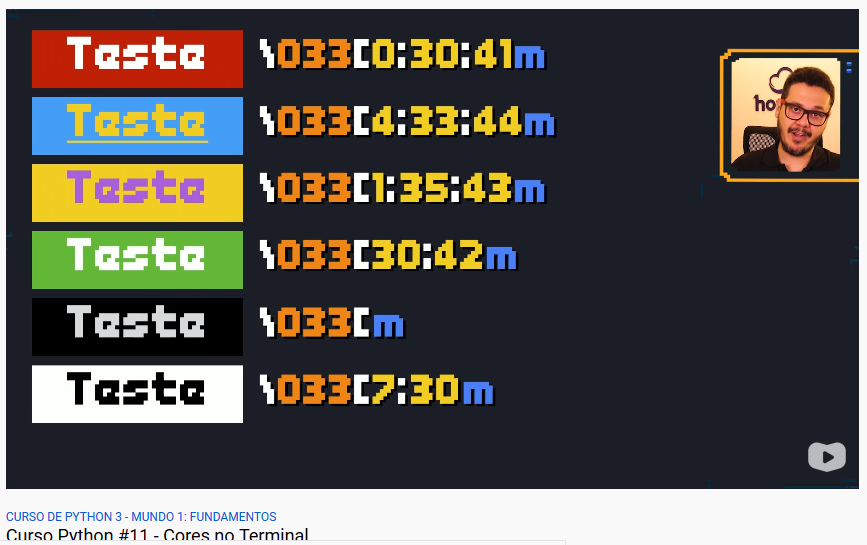 Teste \033[0:30:41m
Teste \033[4:33:44m
Teste \033[1:35:43m
Teste \033[30:42m
Teste \033[m
Teste \033[7:30m
CURSO DE PYTHON 3 - MUNDO 1: FUNDAMENTOS
Curso Python #11 - Cores no Terminal